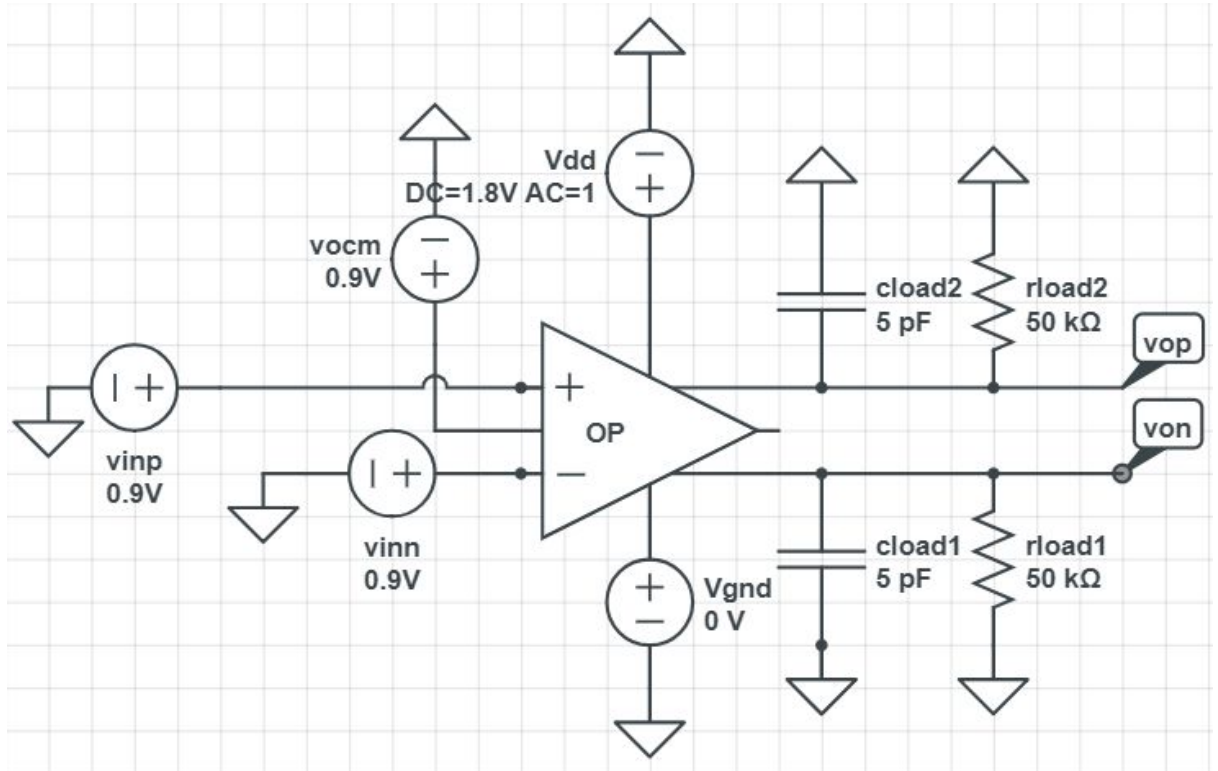 Vdd
DC=1.8V AC=1
vocm
0.9V
cload2
5 pF
rload2
50 kΩ
vop
von
OP
vinp
0.9V
vinn
0.9V
Vgnd
0 V
cload1
5 pF
rload1
50 kΩ